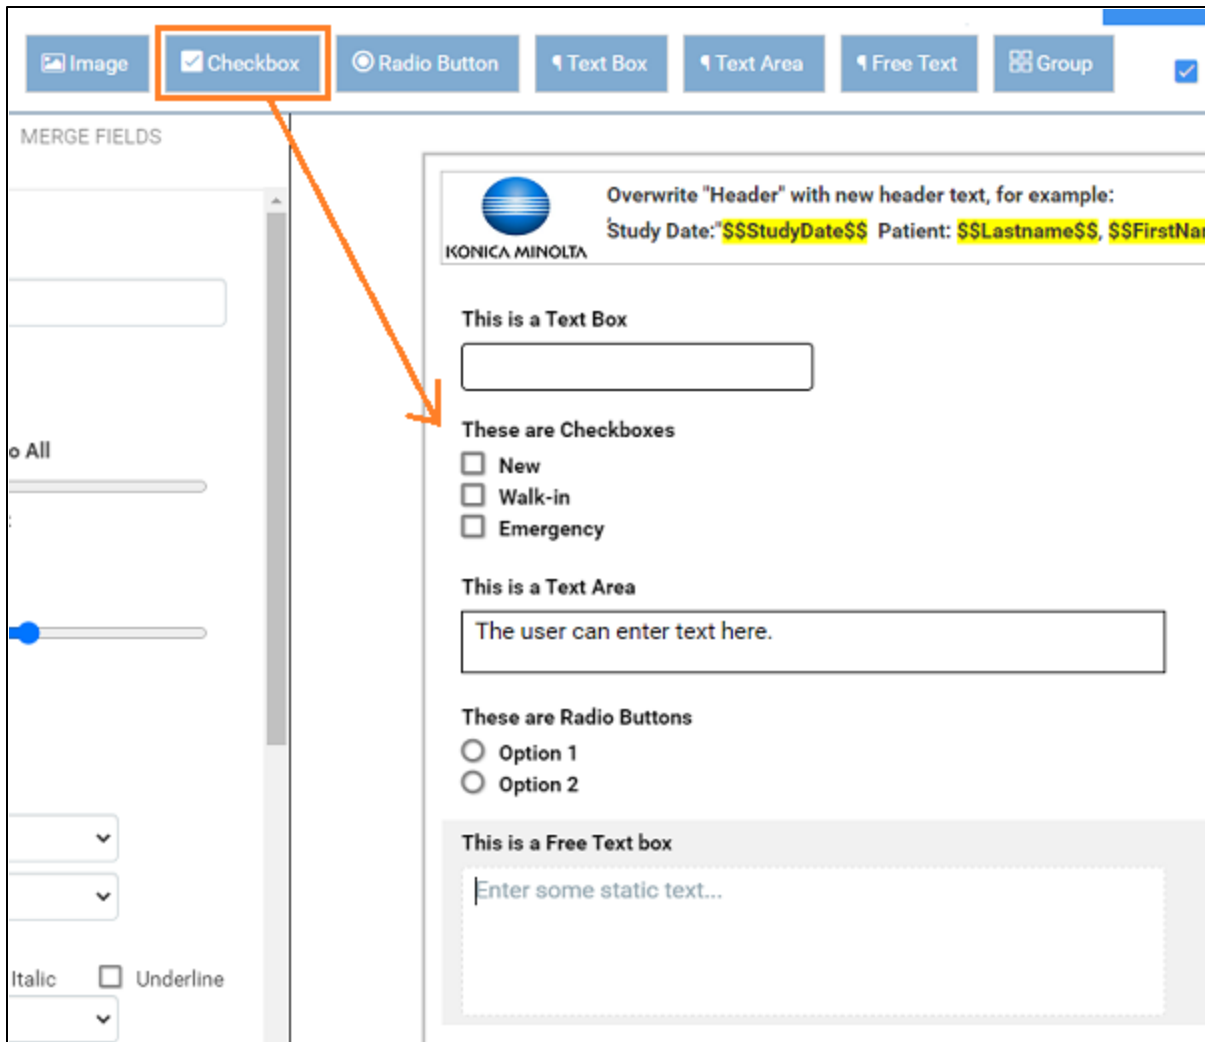 Image
Checkbox
Radio Button
¶ Text Box
¶ Text Area
¶ Free Text
Group
MERGE FIELDS
o All
Italic
Underline
KONICA MINOLTA
Overwrite "Header" with new header text, for example:
'Study Date:"$$StudyDate$$ Patient: $$Lastname$$, $$FirstNar
This is a Text Box
These are Checkboxes
New
Walk-in
Emergency
This is a Text Area
The user can enter text here.
These are Radio Buttons
Option 1
Option 2
This is a Free Text box
Enter some static text...